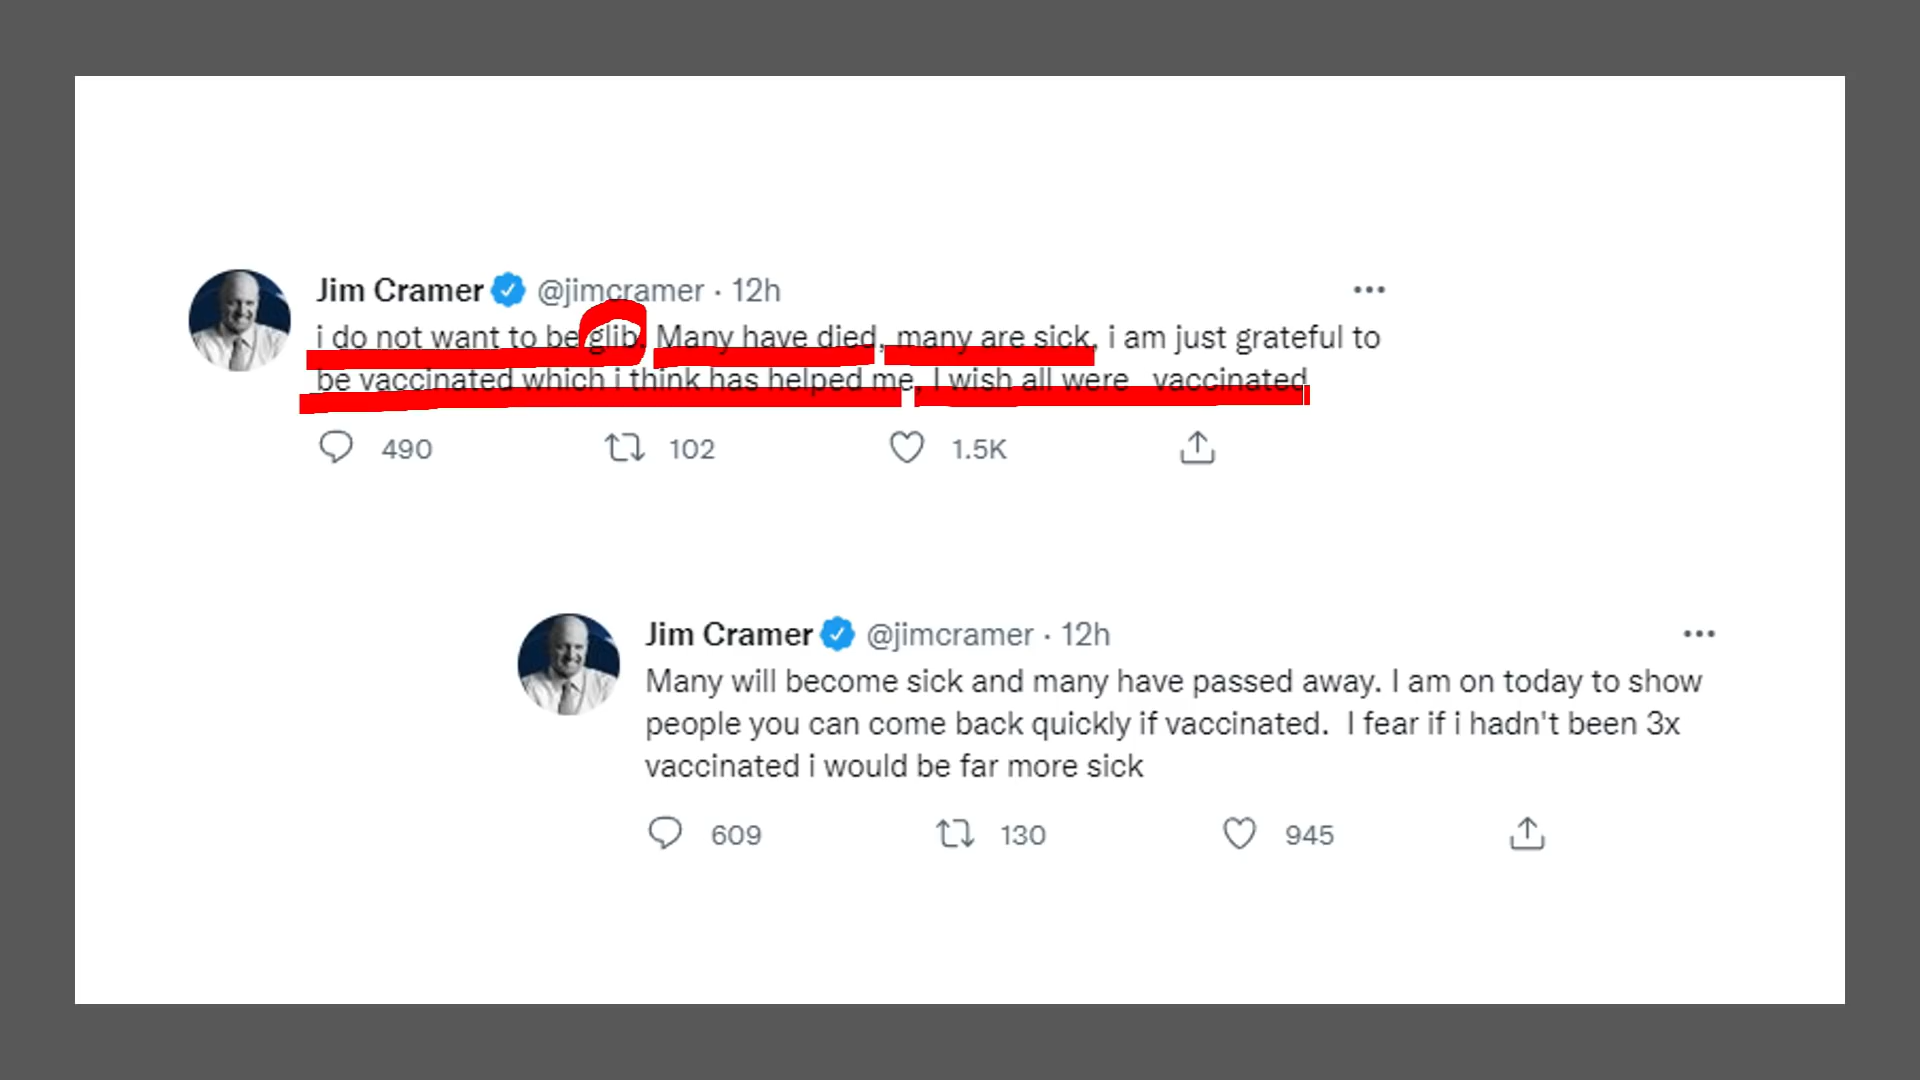 Jim Cramer @jimcramer · 12h
i do not want to be glib. Many have died, many are sick, i am just grateful to
be vaccinated which i think has helped me, I wish all were vaccinated
490 102 1.5K
Jim Cramer @jimcramer · 12h
Many will become sick and many have passed away. I am on today to show
people you can come back quickly if vaccinated. I fear if i hadn't been 3x
vaccinated i would be far more sick
609 130 945